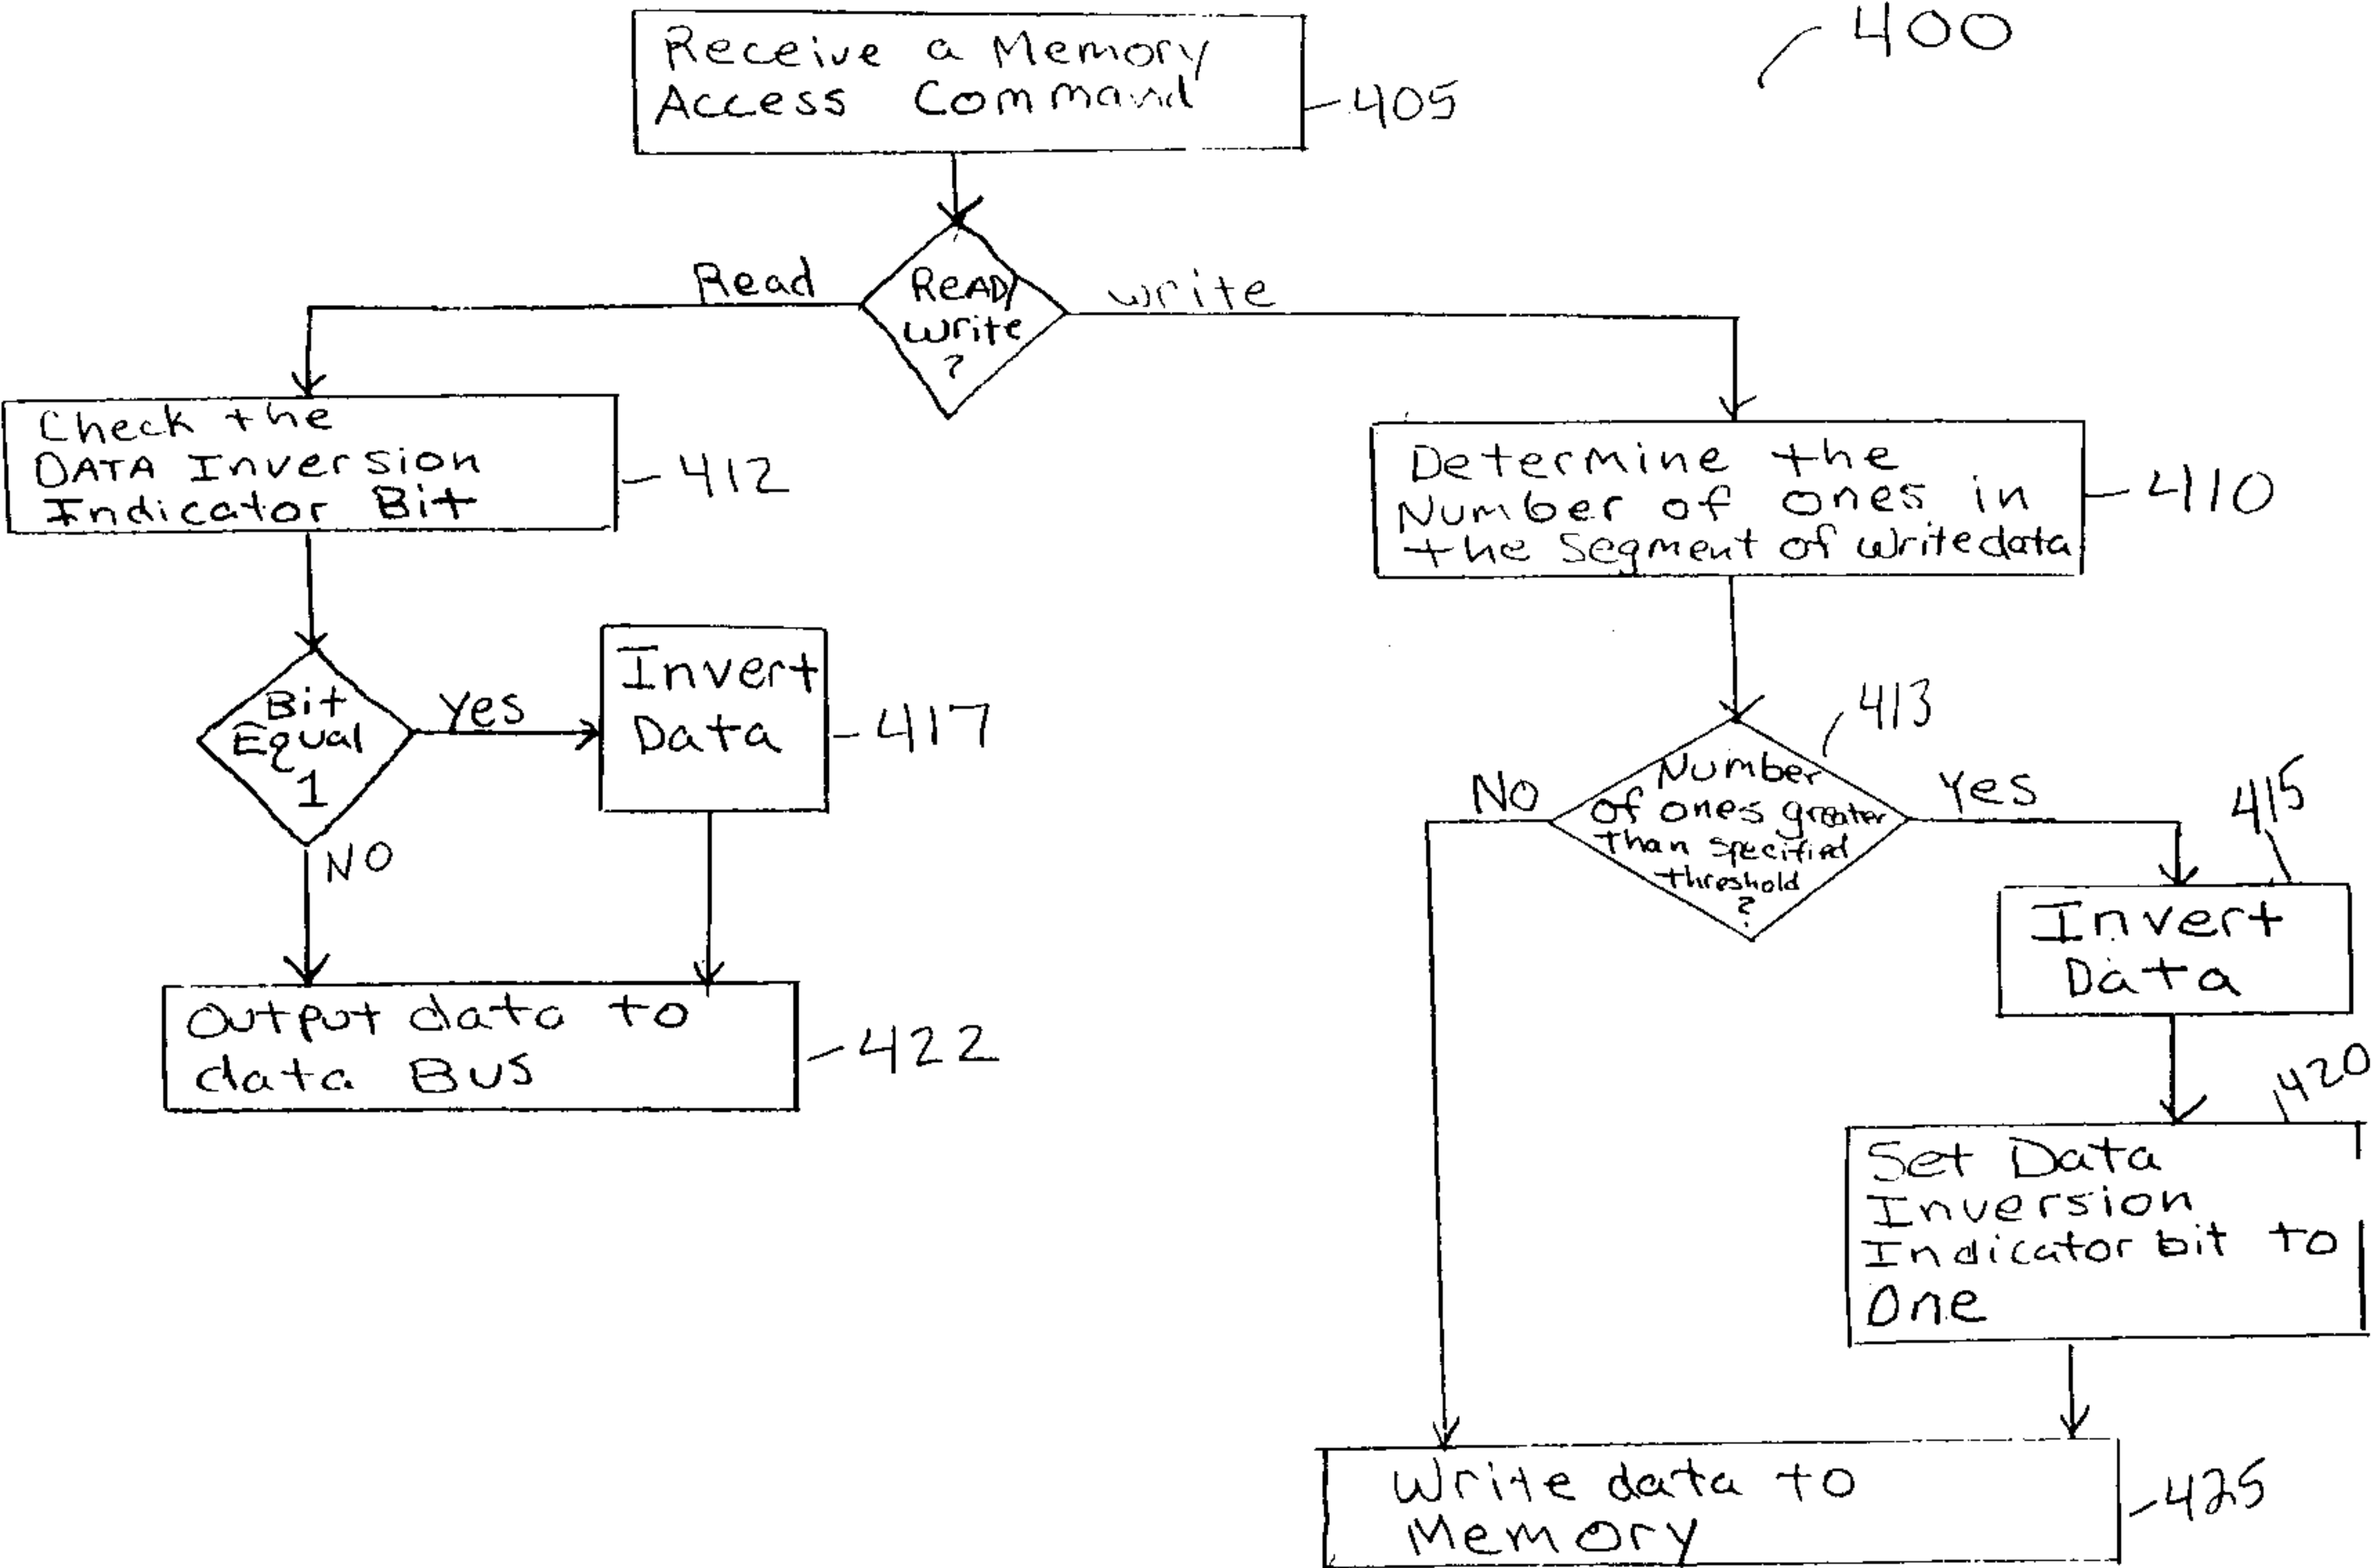 400
Receive a Memory
Access Command
405
READ/
write
?
Read
write
Check the
DATA Inversion
Indicator Bit
412
Determine the
Number of ones in
the Segment of writedata
410
Bit
Equal
1
Yes
NO
Invert
Data
417
Output data to
data Bus
422
413
Number
of ones greater
than specified
threshold
?
No
Yes
415
Invert
Data
420
Set Data
Inversion
Indicator bit to
One
Write data to
Memory
425